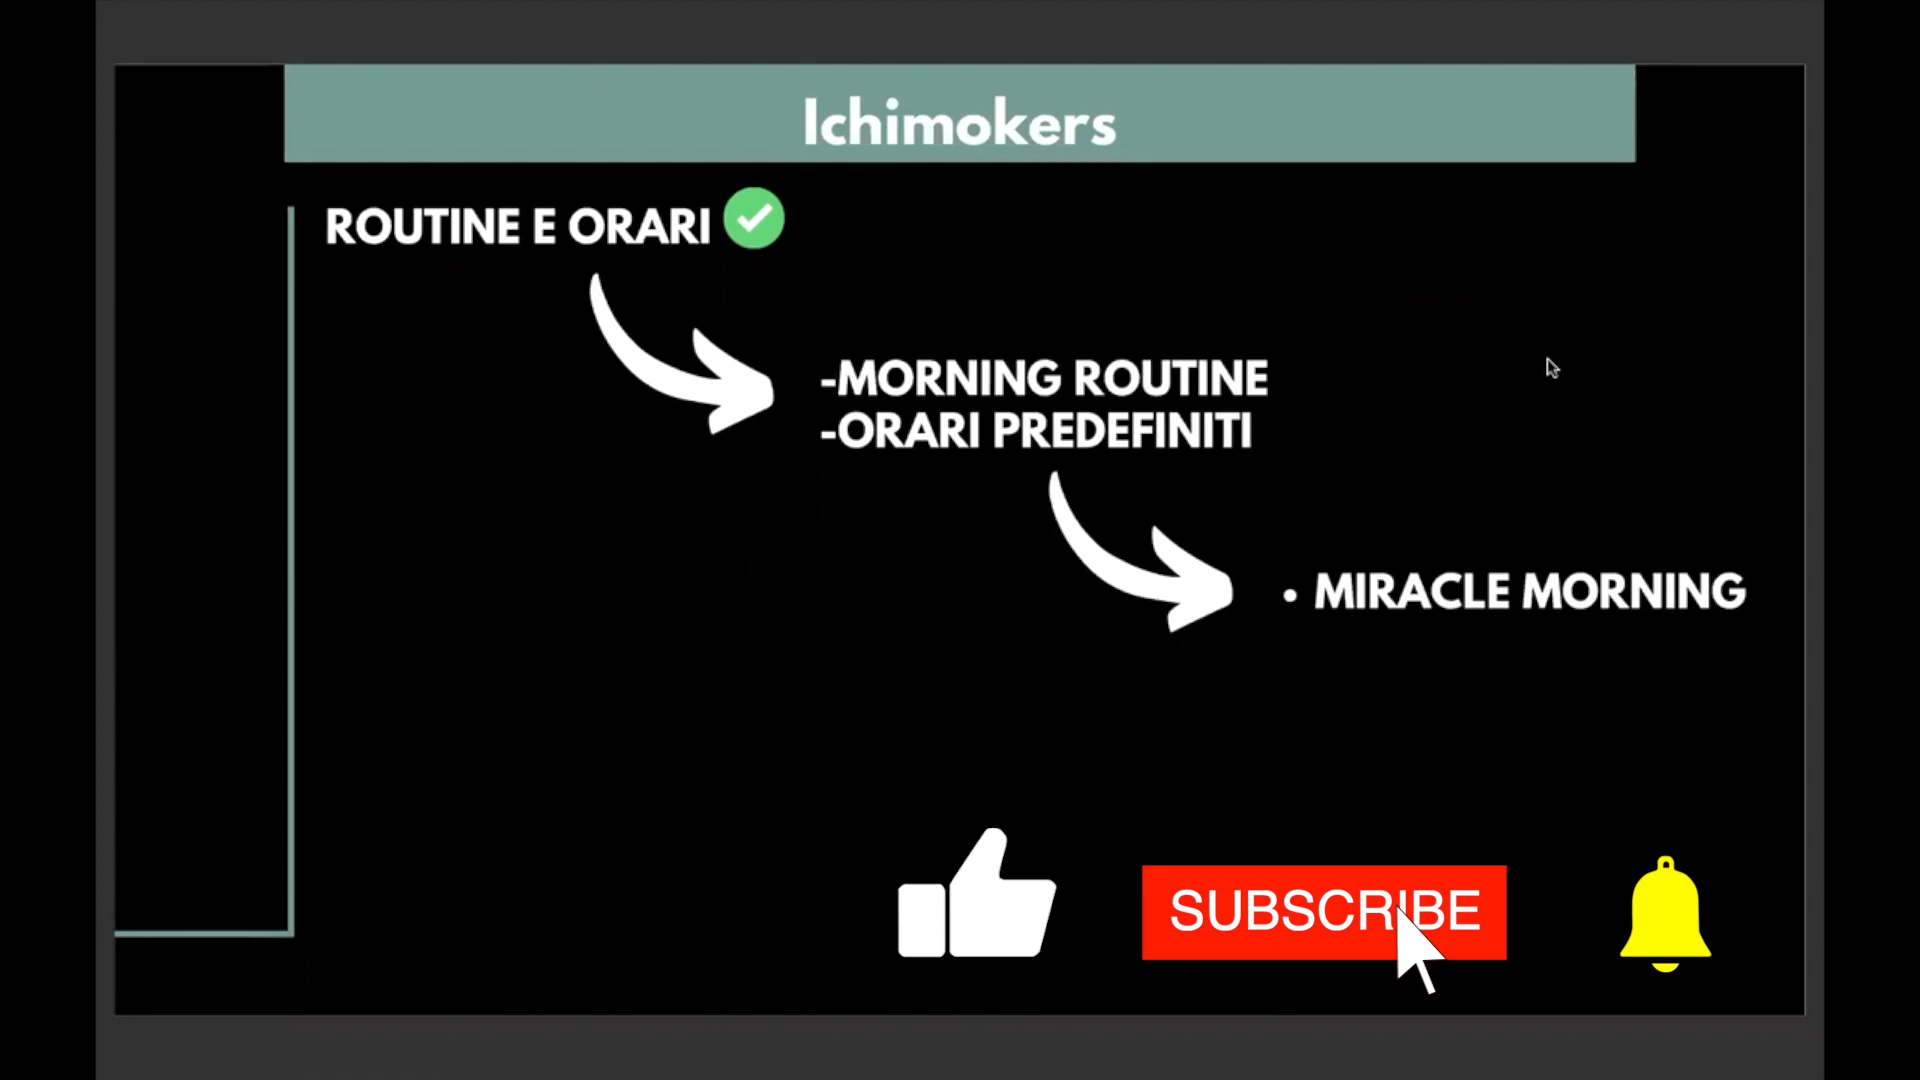 Ichimokers
ROUTINE E ORARI
-MORNING ROUTINE
-ORARI PREDEFINITI
• MIRACLE MORNING
SUBSCRIBE